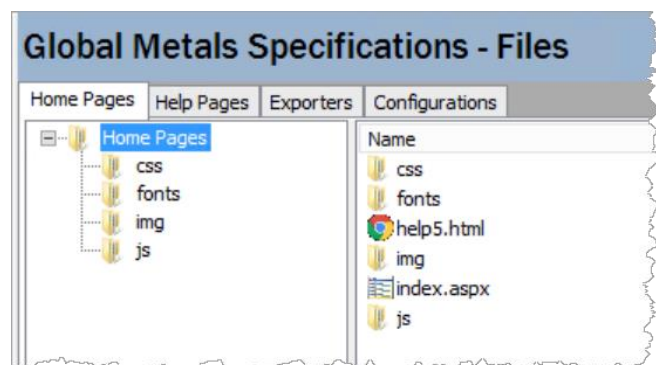 Global Metals Specifications - Files
Home Pages Help Pages Exporters Configurations
Home Pages
css
fonts
img
js
Name
css
fonts
help5.html
img
index.aspx
js